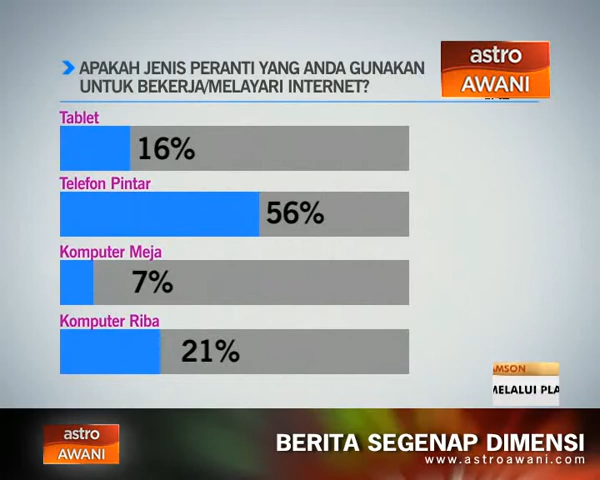 APAKAH JENIS PERANTI YANG ANDA GUNAKAN
UNTUK BEKERJA/MELAYARI INTERNET?
astro
AWANI
Tablet
16%
Telefon Pintar
56%
Komputer Meja
7%
Komputer Riba
21%
AMSON
MELALUI PLA
astro
AWANI
BERITA SEGENAP DIMENSI
www.astroawani.com